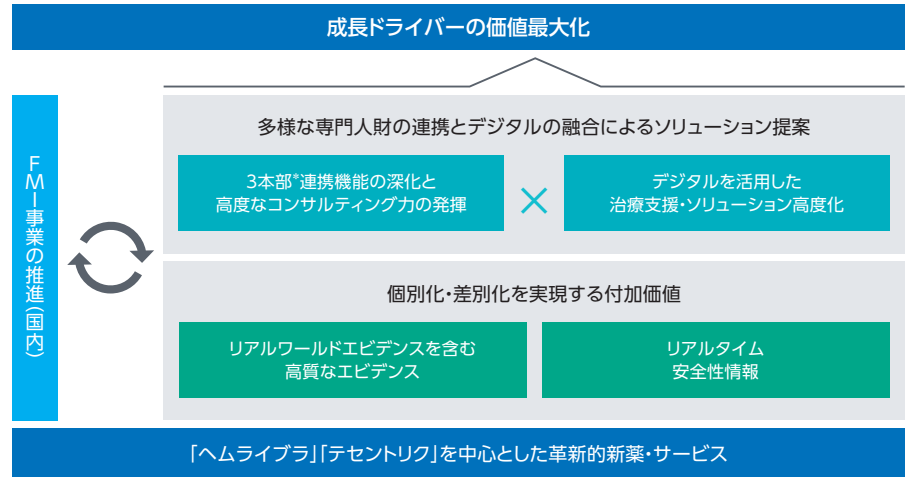 成長ドライバーの価値最大化
FMI事業の推進(国内)
多様な専門人財の連携とデジタルの融合によるソリューション提案
3本部*連携機能の深化と
高度なコンサルティング力の発揮
×
デジタルを活用した
治療支援・ソリューション高度化
個別化・差別化を実現する付加価値
リアルワールドエビデンスを含む
高質なエビデンス
リアルタイム
安全性情報
「ヘムライブラ」「テセントリク」を中心とした革新的新薬・サービス